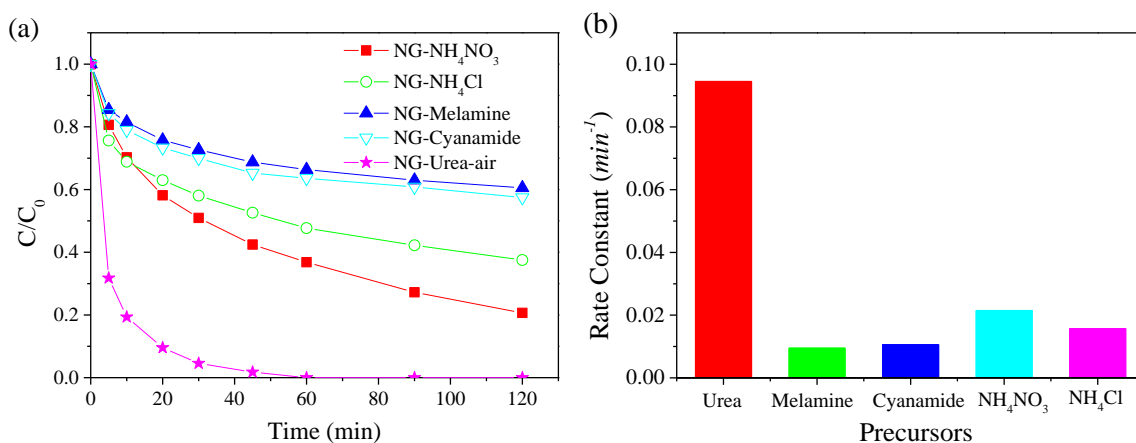 (a)
NG-NH₄NO₃
NG-NH₄Cl
NG-Melamine
NG-Cyanamide
NG-Urea-air
1.0
0.8
0.6
0.4
0.2
0.0
C/C₀
0 20 40 60 80 100 120
Time (min)
(b)
0.10
0.08
0.06
0.04
0.02
0.00
Rate Constant (min⁻¹)
Urea Melamine Cyanamide NH₄NO₃ NH₄Cl
Precursors